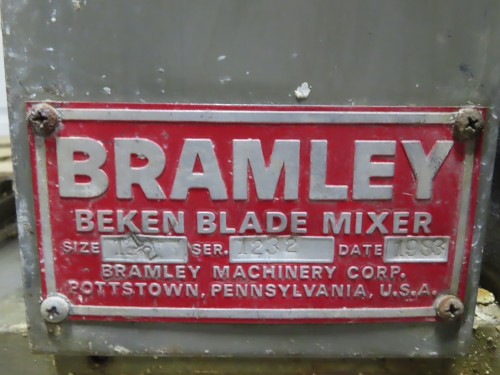 BRAMLEY
BEKEN BLADE MIXER
SIZE SER. 1232 DATE 1983
BRAMLEY MACHINERY CORP.
POTTSTOWN, PENNSYLVANIA, U.S.A.